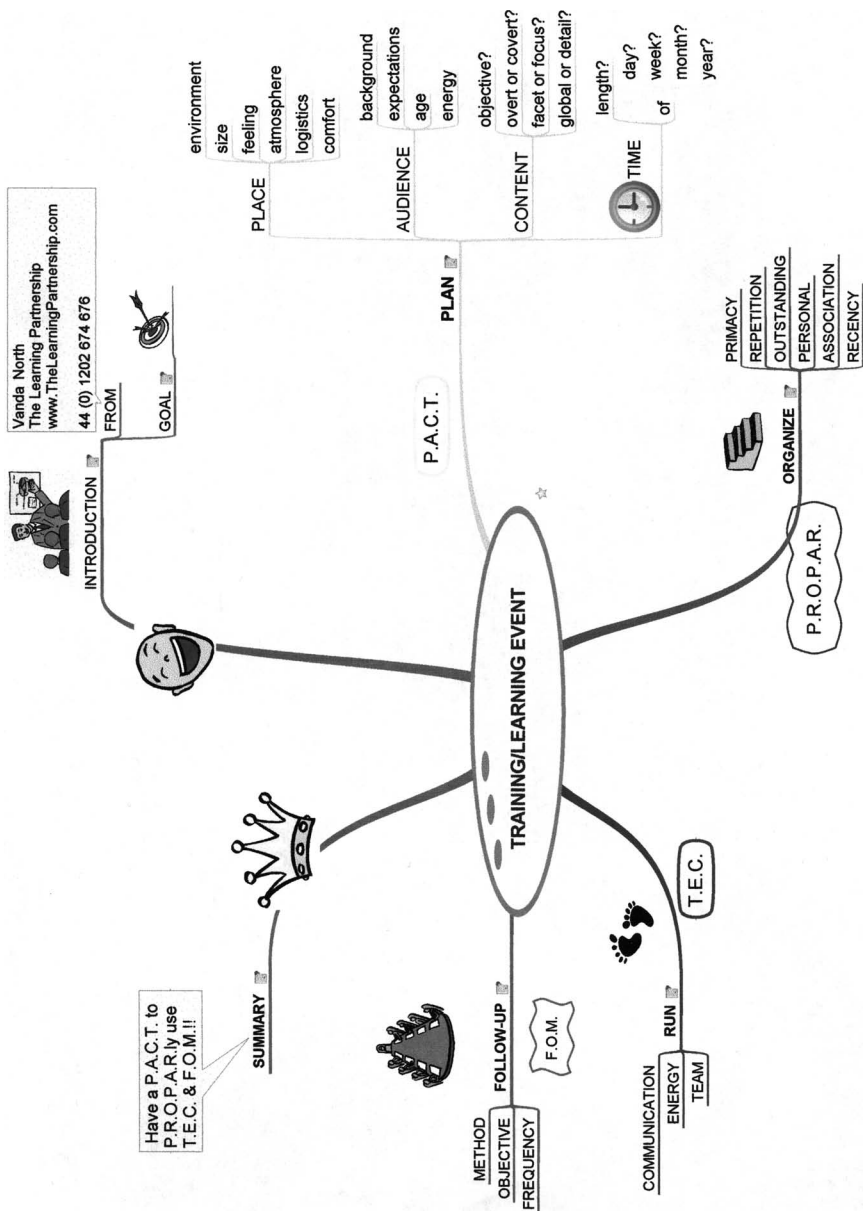 Vanda North
The Learning Partnership
www.TheLearningPartnership.com
44 (0) 1202 674 676
INTRODUCTION
FROM
GOAL
P.A.C.T.
PLAN
PLACE
environment
size
feeling
atmosphere
logistics
comfort
AUDIENCE
background
expectations
age
energy
CONTENT
objective?
overt or covert?
facet or focus?
global or detail?
TIME
length?
of
day?
week?
month?
year?
TRAINING/LEARNING EVENT
P.R.O.P.A.R.
ORGANIZE
PRIMACY
REPETITION
OUTSTANDING
PERSONAL
ASSOCIATION
RECENCY
T.E.C.
RUN
COMMUNICATION
ENERGY
TEAM
F.O.M.
FOLLOW-UP
METHOD
OBJECTIVE
FREQUENCY
SUMMARY
Have a P.A.C.T. to
P.R.O.P.A.R.ly use
T.E.C. & F.O.M.!!